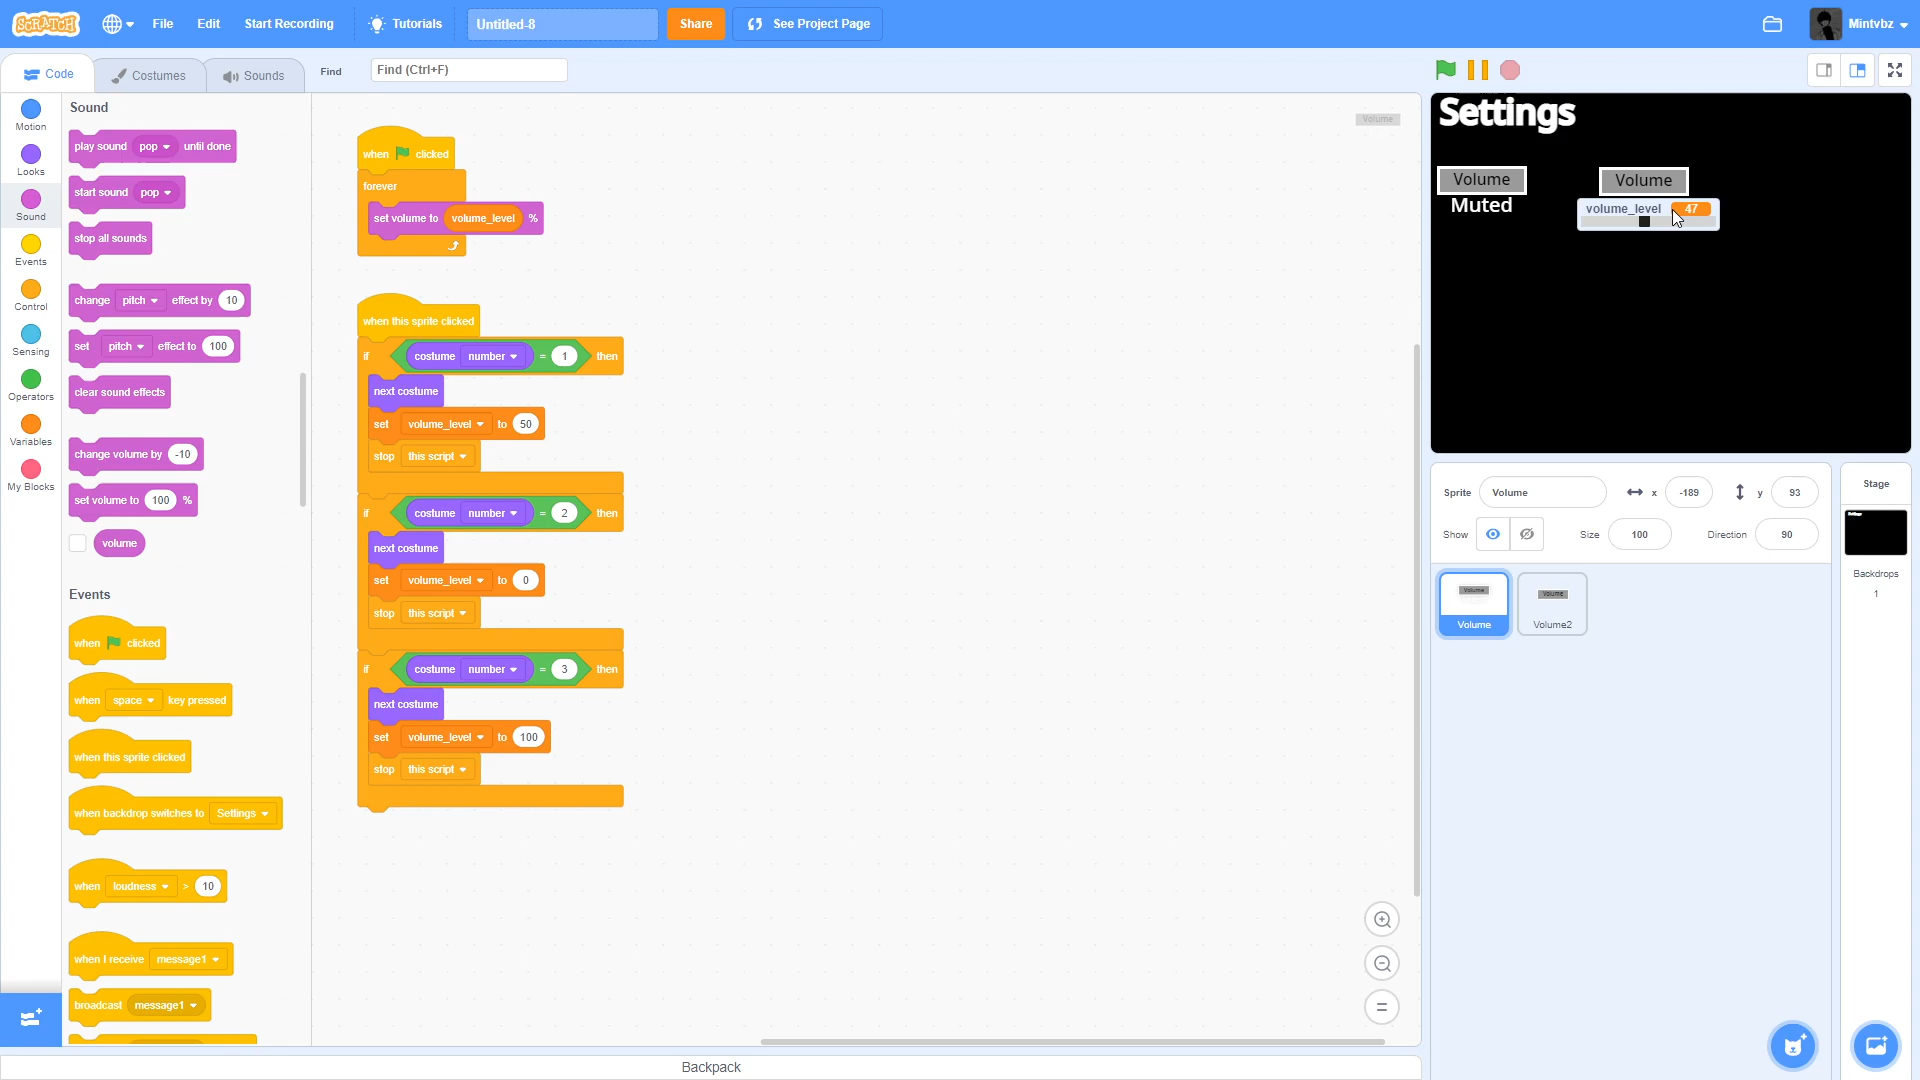 SCRATCH File Edit Start Recording Tutorials Untitled-8 Share See Project Page Mintvbz
Code Costumes Sounds Find Find (Ctrl+F)
Motion
Looks
Sound
Events
Control
Sensing
Operators
Variables
My Blocks
Sound
play sound pop until done
start sound pop
stop all sounds
change pitch effect by 10
set pitch effect to 100
clear sound effects
change volume by -10
set volume to 100 %
volume
Events
when clicked
when space key pressed
when this sprite clicked
when backdrop switches to Settings
when loudness > 10
when I receive message1
broadcast message1
when clicked
forever
set volume to volume_level %
when this sprite clicked
if costume number = 1 then
next costume
set volume_level to 50
stop this script
if costume number = 2 then
next costume
set volume_level to 0
stop this script
if costume number = 3 then
next costume
set volume_level to 100
stop this script
Volume
Settings
Volume
Muted
Volume
volume_level 47
Sprite Volume x -189 y 93
Show Size 100 Direction 90
Volume
Volume
Volume
Volume2
Stage
Settings
Backdrops
1
Backpack